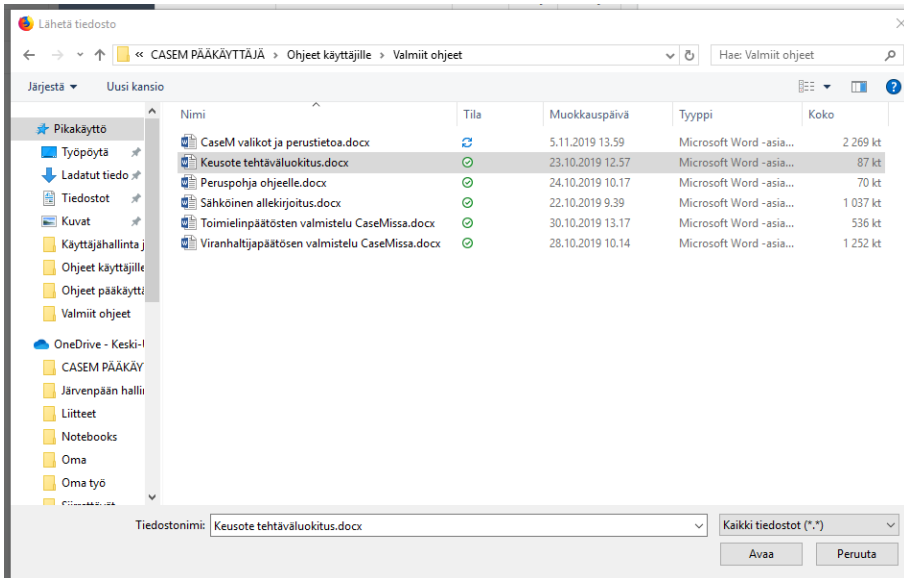 Lähetä tiedosto
« CASEM PÄÄKÄYTTÄJÄ > Ohjeet käyttäjille > Valmiit ohjeet
Hae: Valmiit ohjeet
Järjestä Uusi kansio
Nimi Tila Muokkauspäivä Tyyppi Koko
CaseM valikot ja perustietoa.docx 5.11.2019 13.59 Microsoft Word -asia... 2 269 kt
Keusote tehtäväluokitus.docx 23.10.2019 12.57 Microsoft Word -asia... 87 kt
Peruspohja ohjeelle.docx 24.10.2019 10.17 Microsoft Word -asia... 70 kt
Sähköinen allekirjoitus.docx 22.10.2019 9.39 Microsoft Word -asia... 1 037 kt
Toimielinpäätösten valmistelu CaseMissa.docx 30.10.2019 13.17 Microsoft Word -asia... 536 kt
Viranhaltijapäätösen valmistelu CaseMissa.docx 28.10.2019 10.14 Microsoft Word -asia... 1 252 kt
Pikakäyttö
Työpöytä
Ladatut tiedo
Tiedostot
Kuvat
Käyttäjähallinta j
Ohjeet käyttäjille
Ohjeet pääkäyttä
Valmiit ohjeet
OneDrive - Keski-
CASEM PÄÄKÄY
Järvenpään halli
Liitteet
Notebooks
Oma
Oma työ
Tiedostonimi: Keusote tehtäväluokitus.docx Kaikki tiedostot (*.*)
Avaa Peruuta